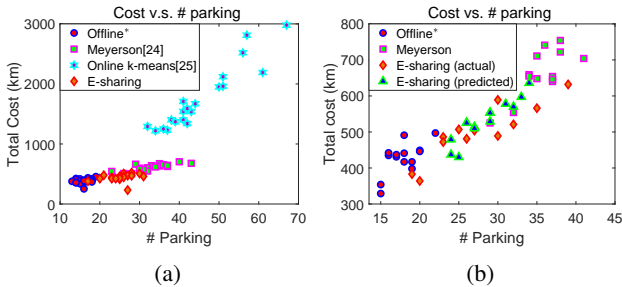 Cost v.s. # parking
3000
2000
1000
0
Total Cost (km)
Offline*
Meyerson[24]
Online k-means[25]
E-sharing
10 20 30 40 50 60 70
# Parking
(a)
Cost vs. # parking
800
700
600
500
400
300
Total cost (km)
Offline*
Meyerson
E-sharing (actual)
E-sharing (predicted)
15 20 25 30 35 40 45
# Parking
(b)